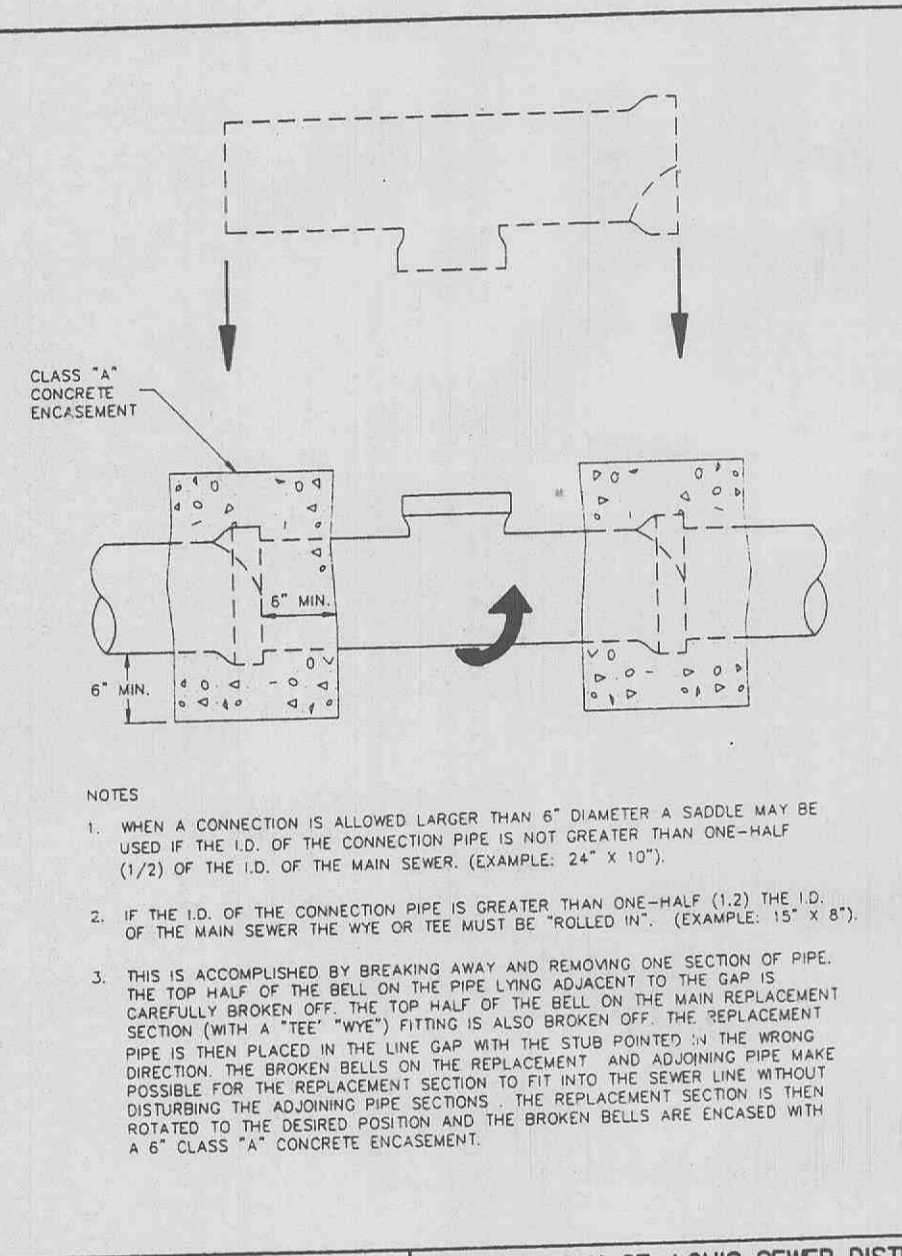 CLASS "A"
CONCRETE
ENCASEMENT
6" MIN.
6" MIN.
NOTES
1. WHEN A CONNECTION IS ALLOWED LARGER THAN 6" DIAMETER A SADDLE MAY BE
USED IF THE I.D. OF THE CONNECTION PIPE IS NOT GREATER THAN ONE-HALF
(1/2) OF THE I.D. OF THE MAIN SEWER. (EXAMPLE: 24" X 10").
2. IF THE I.D. OF THE CONNECTION PIPE IS GREATER THAN ONE-HALF (1.2) THE I.D.
OF THE MAIN SEWER THE WYE OR TEE MUST BE "ROLLED IN". (EXAMPLE: 15" X 8").
3. THIS IS ACCOMPLISHED BY BREAKING AWAY AND REMOVING ONE SECTION OF PIPE.
THE TOP HALF OF THE BELL ON THE PIPE LYING ADJACENT TO THE GAP IS
CAREFULLY BROKEN OFF. THE TOP HALF OF THE BELL ON THE MAIN REPLACEMENT
SECTION (WITH A "TEE' "WYE") FITTING IS ALSO BROKEN OFF. THE REPLACEMENT
PIPE IS THEN PLACED IN THE LINE GAP WITH THE STUB POINTED IN THE WRONG
DIRECTION. THE BROKEN BELLS ON THE REPLACEMENT AND ADJOINING PIPE MAKE
POSSIBLE FOR THE REPLACEMENT SECTION TO FIT INTO THE SEWER LINE WITHOUT
DISTURBING THE ADJOINING PIPE SECTIONS . THE REPLACEMENT SECTION IS THEN
ROTATED TO THE DESIRED POSITION AND THE BROKEN BELLS ARE ENCASED WITH
A 6" CLASS "A" CONCRETE ENCASEMENT.
LOUIS SEWER DIST